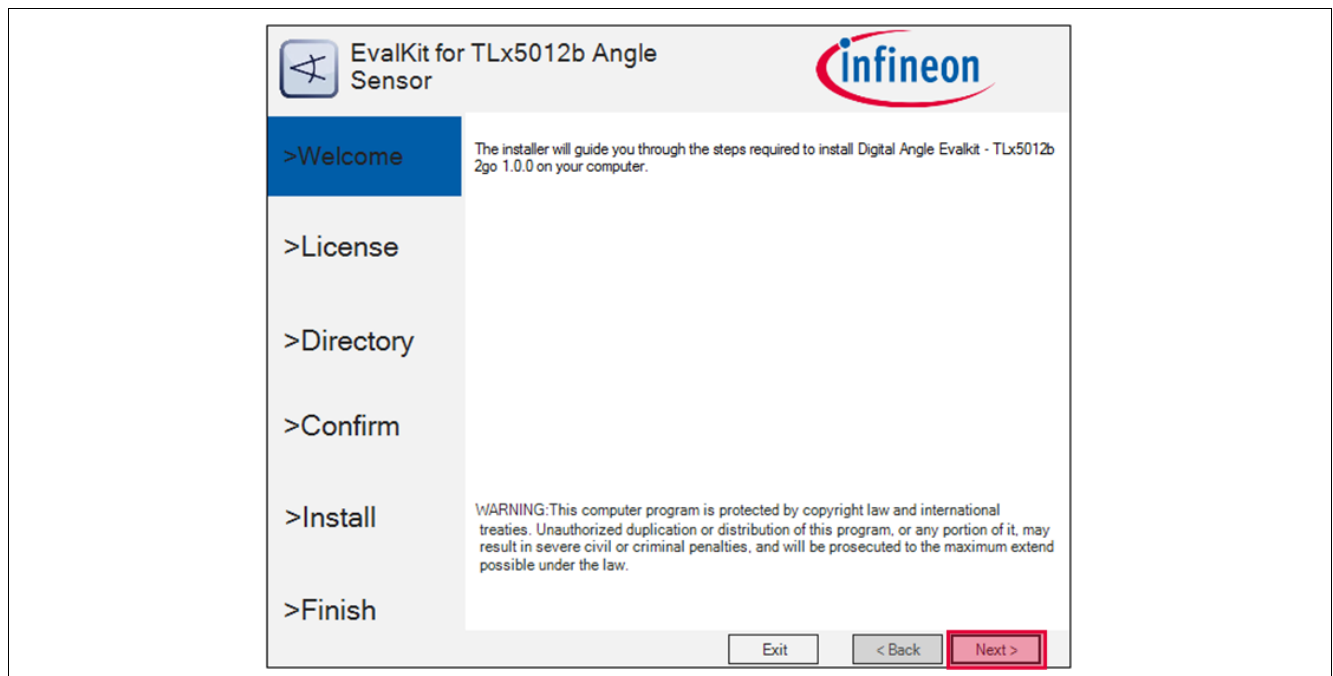 EvalKit for TLx5012b Angle
Sensor
infineon
>Welcome
The installer will guide you through the steps required to install Digital Angle Evalkit - TLx5012b
2go 1.0.0 on your computer.
>License
>Directory
>Confirm
>Install
WARNING:This computer program is protected by copyright law and international
treaties. Unauthorized duplication or distribution of this program, or any portion of it, may
result in severe civil or criminal penalties, and will be prosecuted to the maximum extend
possible under the law.
>Finish
Exit
< Back
Next >